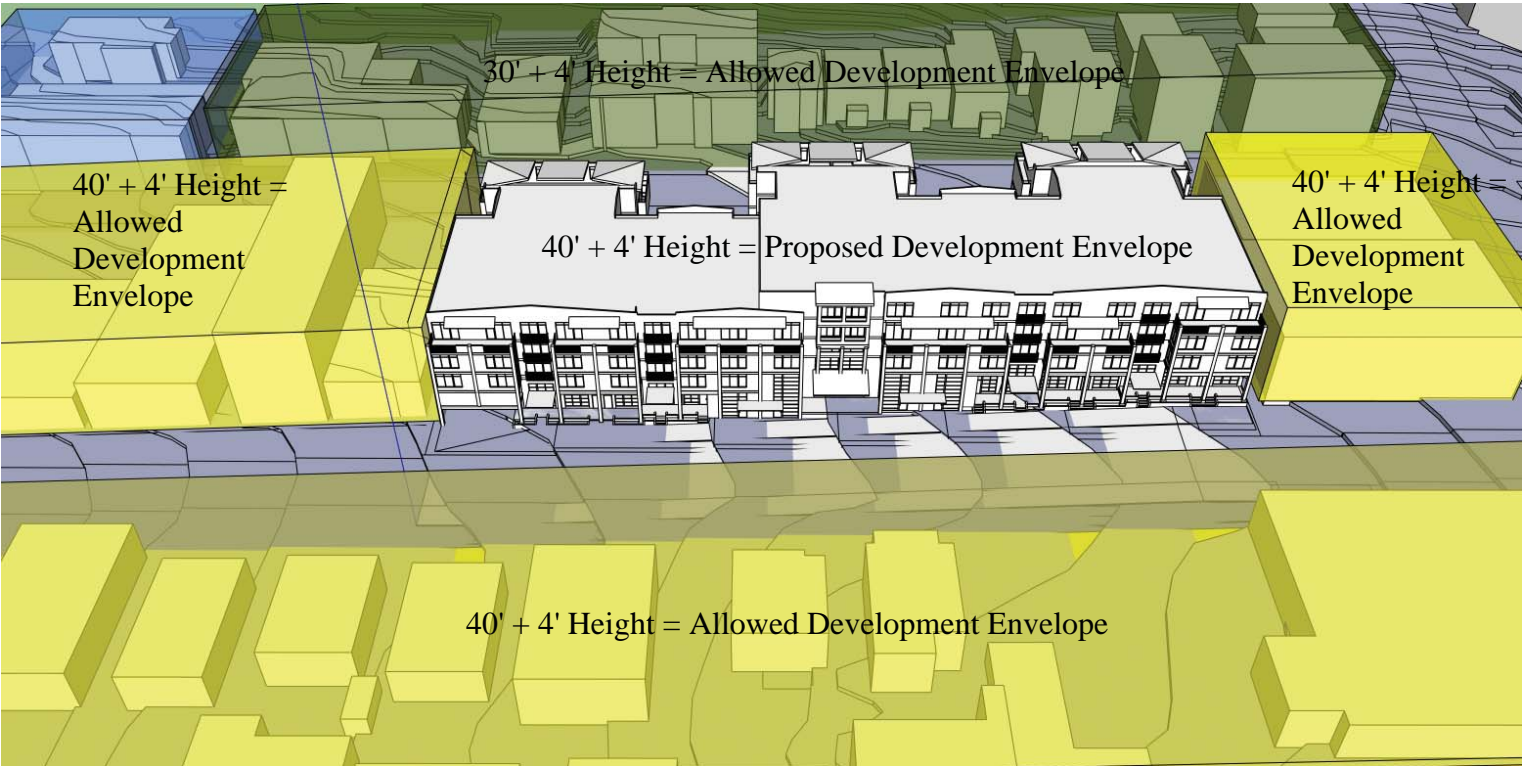 30' + 4' Height = Allowed Development Envelope
40' + 4' Height =
Allowed
Development
Envelope
40' + 4' Height = Proposed Development Envelope
40' + 4' Height =
Allowed
Development
Envelope
40' + 4' Height = Allowed Development Envelope